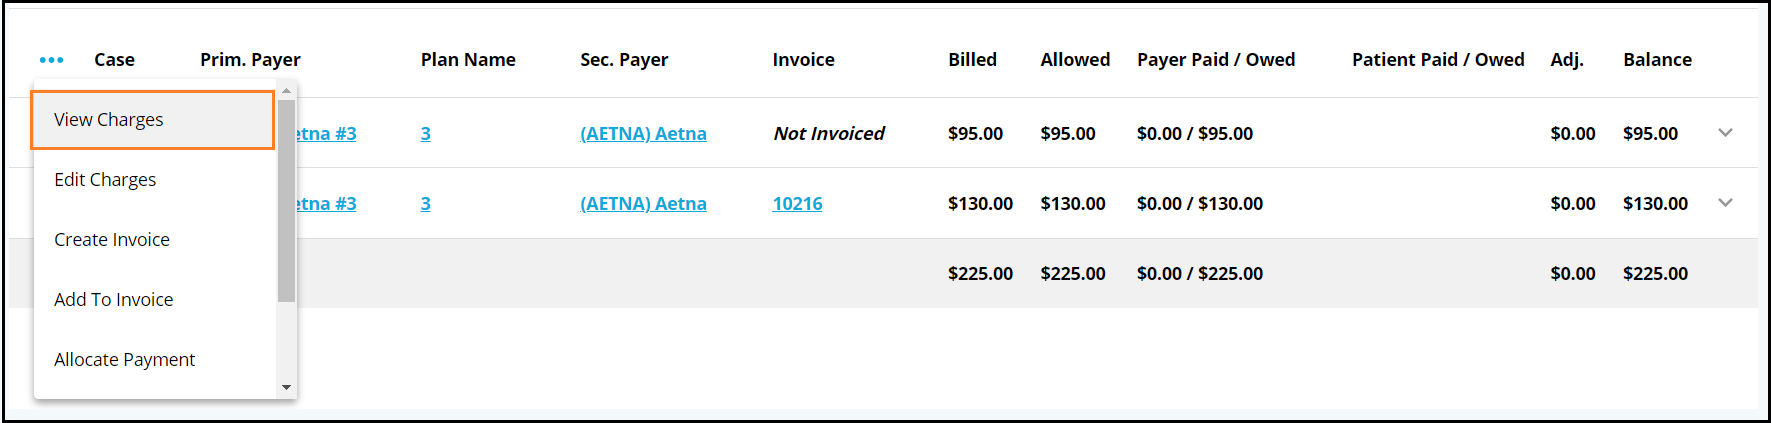 ••• Case Prim. Payer Plan Name Sec. Payer Invoice Billed Allowed Payer Paid / Owed Patient Paid / Owed Adj. Balance
View Charges
#3 3 (AETNA) Aetna Not Invoiced $95.00 $95.00 $0.00 / $95.00 $0.00 $95.00
Edit Charges
#3 3 (AETNA) Aetna 10216 $130.00 $130.00 $0.00 / $130.00 $0.00 $130.00
Create Invoice
$225.00 $225.00 $0.00 / $225.00 $0.00 $225.00
Add To Invoice
Allocate Payment